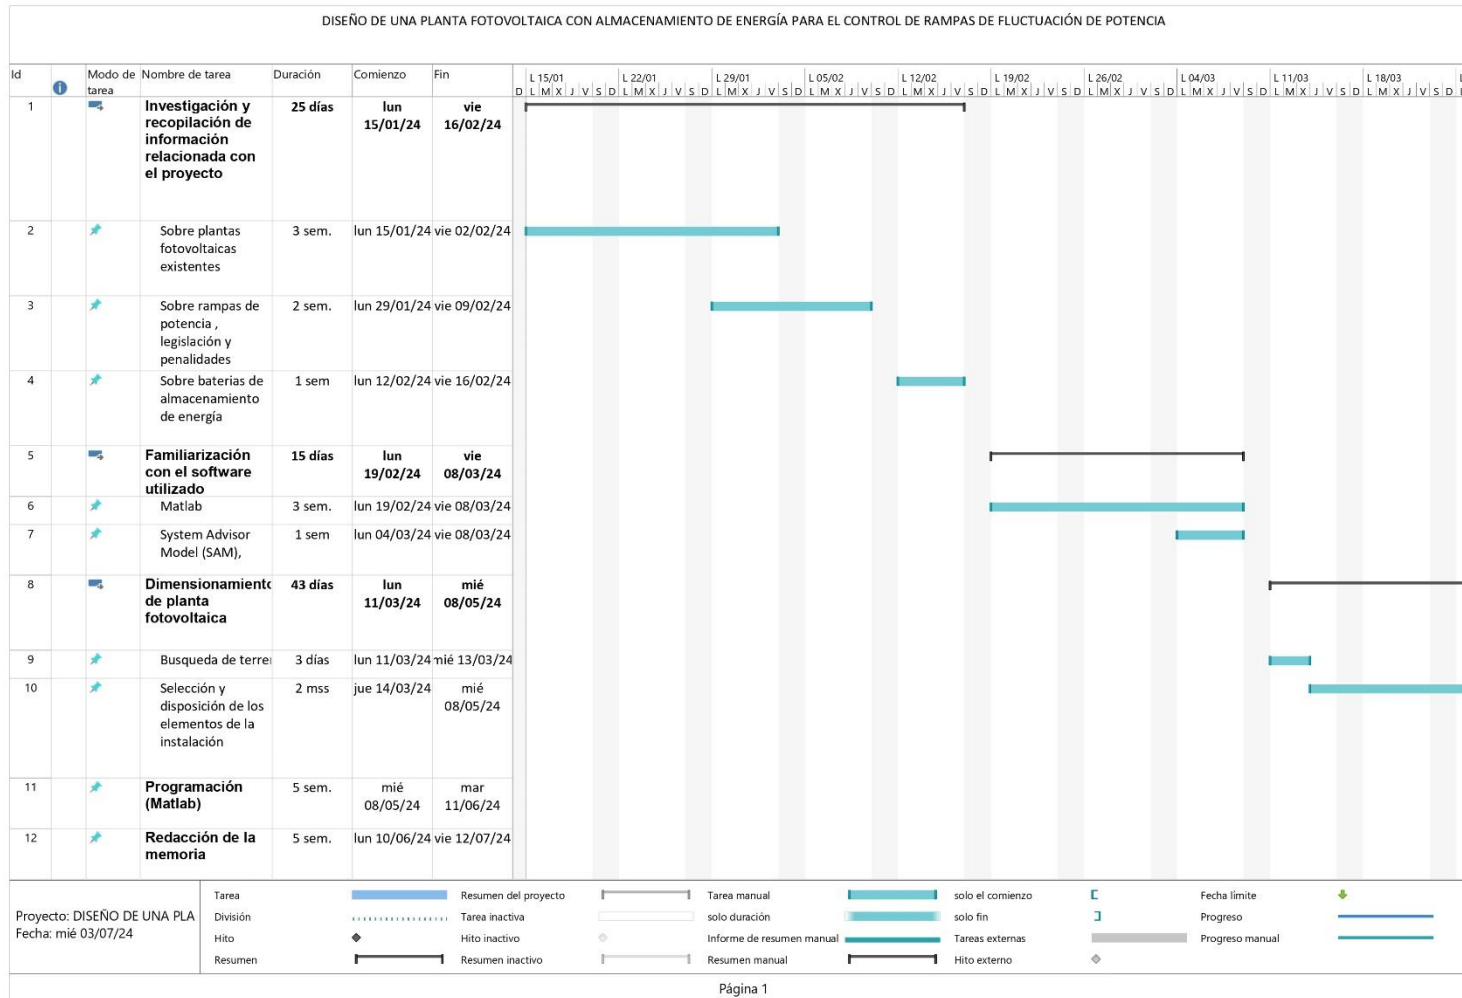 DISEÑO DE UNA PLANTA FOTOVOLTAICA CON ALMACENAMIENTO DE ENERGÍA PARA EL CONTROL DE RAMPAS DE FLUCTUACIÓN DE POTENCIA
Id Modo de tarea Nombre de tarea Duración Comienzo Fin
L 15/01 L 22/01 L 29/01 L 05/02 L 12/02 L 19/02 L 26/02 L 04/03 L 11/03 L 18/03 L
D L M X J V S D L M X J V S D L M X J V S D L M X J V S D L M X J V S D L M X J V S D L M X J V S D L M X J V S D L M X J V S D L M X J V S D
1 Investigación y 25 días lun vie
recopilación de 15/01/24 16/02/24
información
relacionada con
el proyecto
2 Sobre plantas 3 sem. lun 15/01/24 vie 02/02/24
fotovoltaicas
existentes
3 Sobre rampas de 2 sem. lun 29/01/24 vie 09/02/24
potencia ,
legislación y
penalidades
4 Sobre baterias de 1 sem lun 12/02/24 vie 16/02/24
almacenamiento
de energía
5 Familiarización 15 días lun vie
con el software 19/02/24 08/03/24
utilizado
6 Matlab 3 sem. lun 19/02/24 vie 08/03/24
7 System Advisor 1 sem lun 04/03/24 vie 08/03/24
Model (SAM),
8 Dimensionamiento 43 días lun mié
de planta 11/03/24 08/05/24
fotovoltaica
9 Busqueda de terre 3 días lun 11/03/24 mié 13/03/24
10 Selección y 2 mss jue 14/03/24 mié
disposición de los 08/05/24
elementos de la
instalación
11 Programación 5 sem. mié mar
(Matlab) 08/05/24 11/06/24
12 Redacción de la 5 sem. lun 10/06/24 vie 12/07/24
memoria
Proyecto: DISEÑO DE UNA PLA
Fecha: mié 03/07/24
Tarea Resumen del proyecto Tarea manual solo el comienzo Fecha límite
División Tarea inactiva solo duración solo fin Progreso
Hito Hito inactivo Informe de resumen manual Tareas externas Progreso manual
Resumen Resumen inactivo Resumen manual Hito externo
Página 1